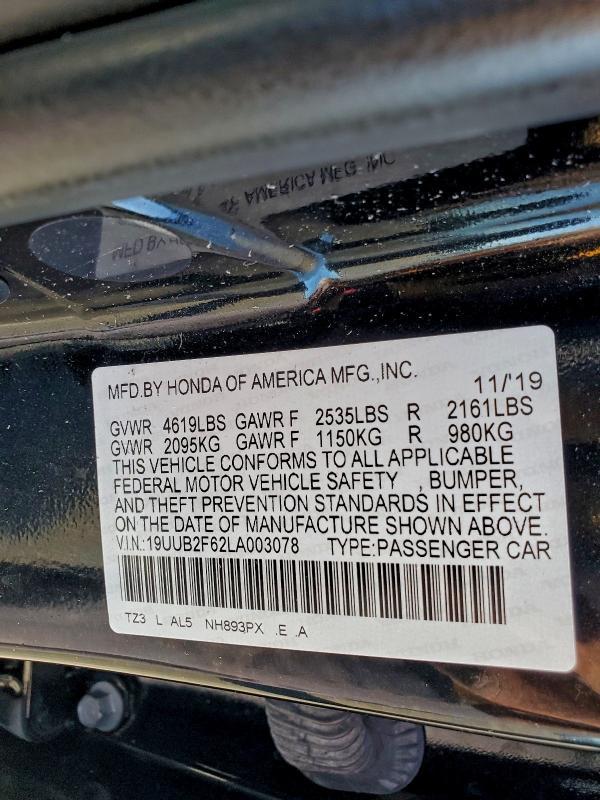 MFD.BY HONDA OF AMERICA MFG.,INC. 11/'19
GVWR 4619LBS GAWR F 2535LBS R 2161LBS
GVWR 2095KG GAWR F 1150KG R 980KG
THIS VEHICLE CONFORMS TO ALL APPLICABLE
FEDERAL MOTOR VEHICLE SAFETY , BUMPER,
AND THEFT PREVENTION STANDARDS IN EFFECT
ON THE DATE OF MANUFACTURE SHOWN ABOVE.
V.I.N.:19UUB2F62LA003078 TYPE:PASSENGER CAR
TZ3 L AL5 NH893PX .E .A